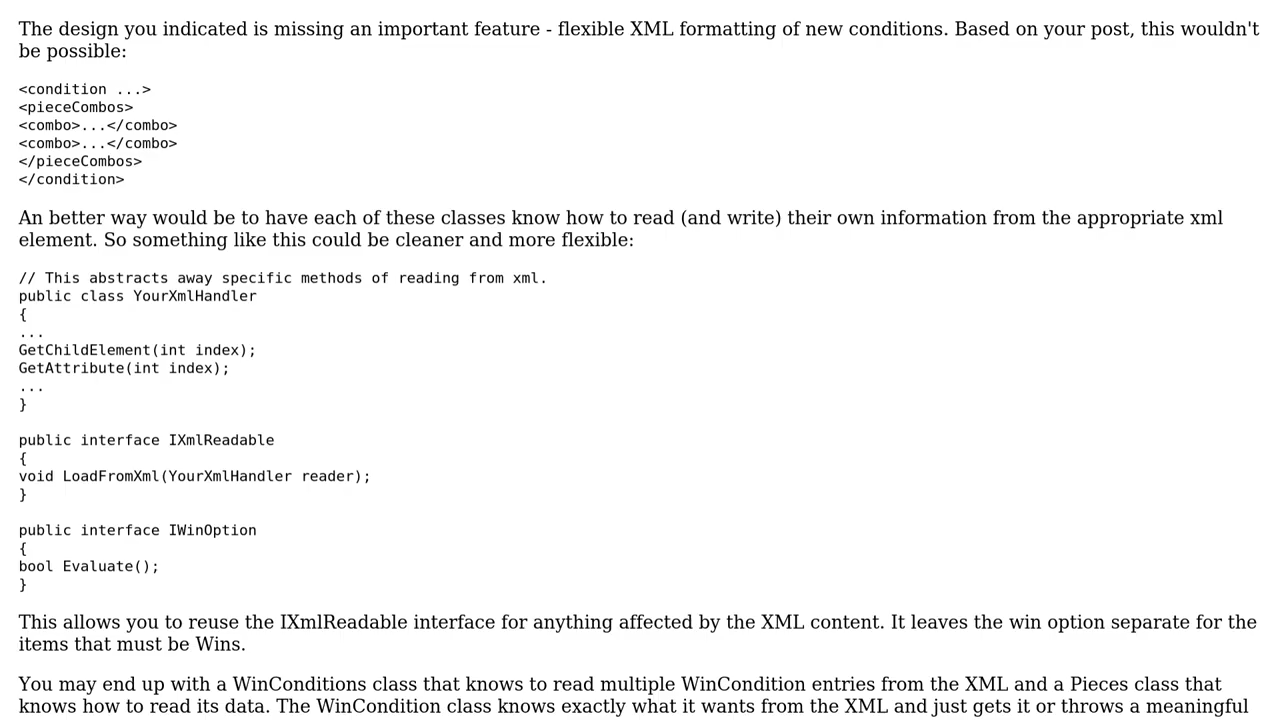 The design you indicated is missing an important feature - flexible XML formatting of new conditions. Based on your post, this wouldn't
be possible:
<condition ...>
<pieceCombos>
<combo>...</combo>
<combo>...</combo>
</pieceCombos>
</condition>
An better way would be to have each of these classes know how to read (and write) their own information from the appropriate xml
element. So something like this could be cleaner and more flexible:
// This abstracts away specific methods of reading from xml.
public class YourXmlHandler
{
...
GetChildElement(int index);
GetAttribute(int index);
...
}
public interface IXmlReadable
{
void LoadFromXml(YourXmlHandler reader);
}
public interface IWinOption
{
bool Evaluate();
}
This allows you to reuse the IXmlReadable interface for anything affected by the XML content. It leaves the win option separate for the
items that must be Wins.
You may end up with a WinConditions class that knows to read multiple WinCondition entries from the XML and a Pieces class that
knows how to read its data. The WinCondition class knows exactly what it wants from the XML and just gets it or throws a meaningful